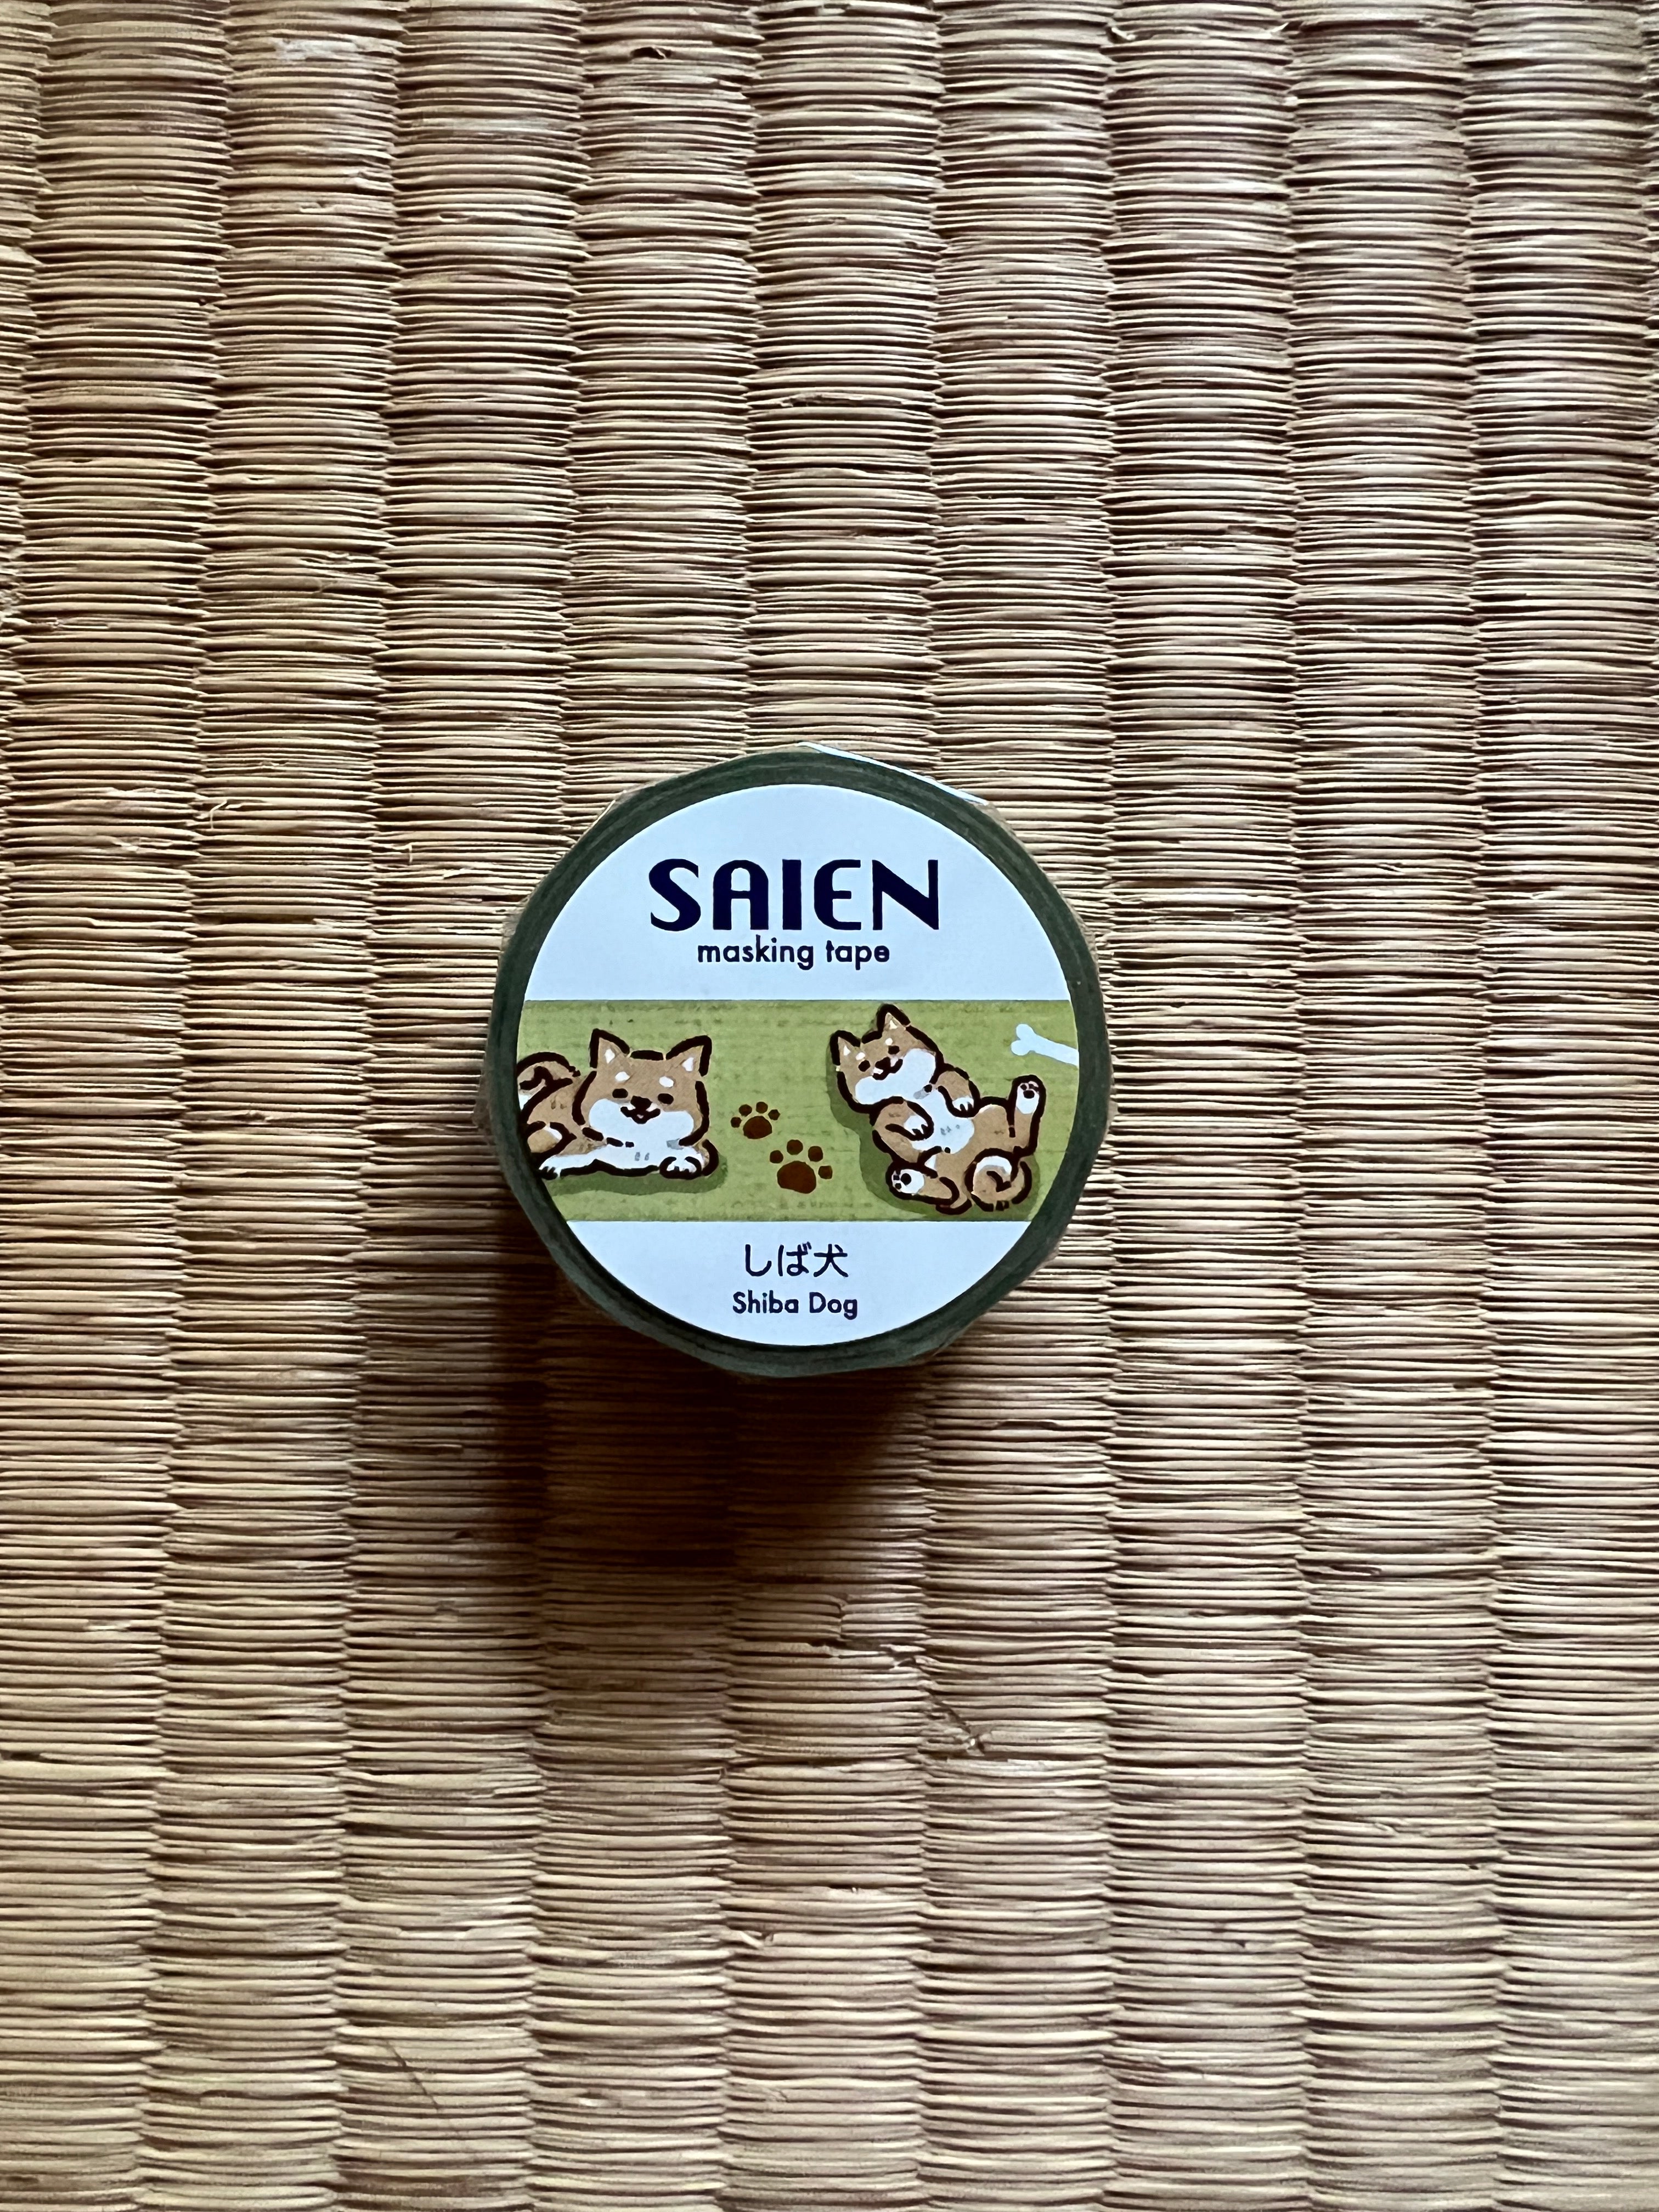 SAIEN
masking tape
しば犬
Shiba Dog